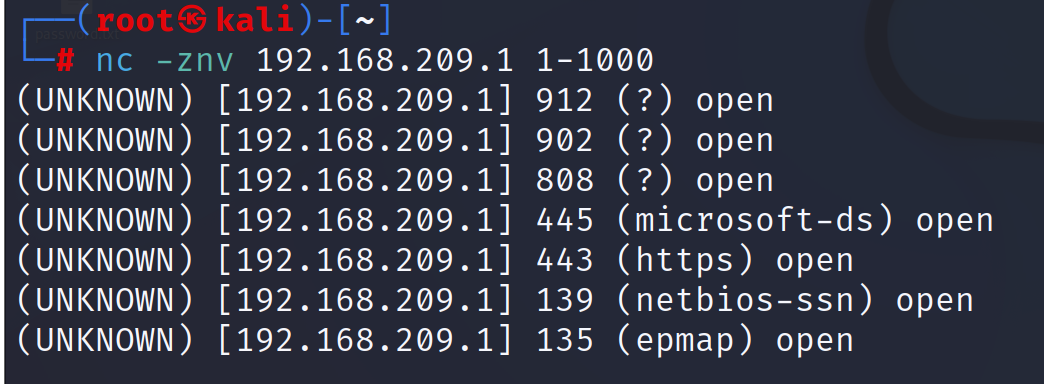 ┌──(root㉿kali)-[~]
└─# nc -znv 192.168.209.1 1-1000
(UNKNOWN) [192.168.209.1] 912 (?) open
(UNKNOWN) [192.168.209.1] 902 (?) open
(UNKNOWN) [192.168.209.1] 808 (?) open
(UNKNOWN) [192.168.209.1] 445 (microsoft-ds) open
(UNKNOWN) [192.168.209.1] 443 (https) open
(UNKNOWN) [192.168.209.1] 139 (netbios-ssn) open
(UNKNOWN) [192.168.209.1] 135 (epmap) open